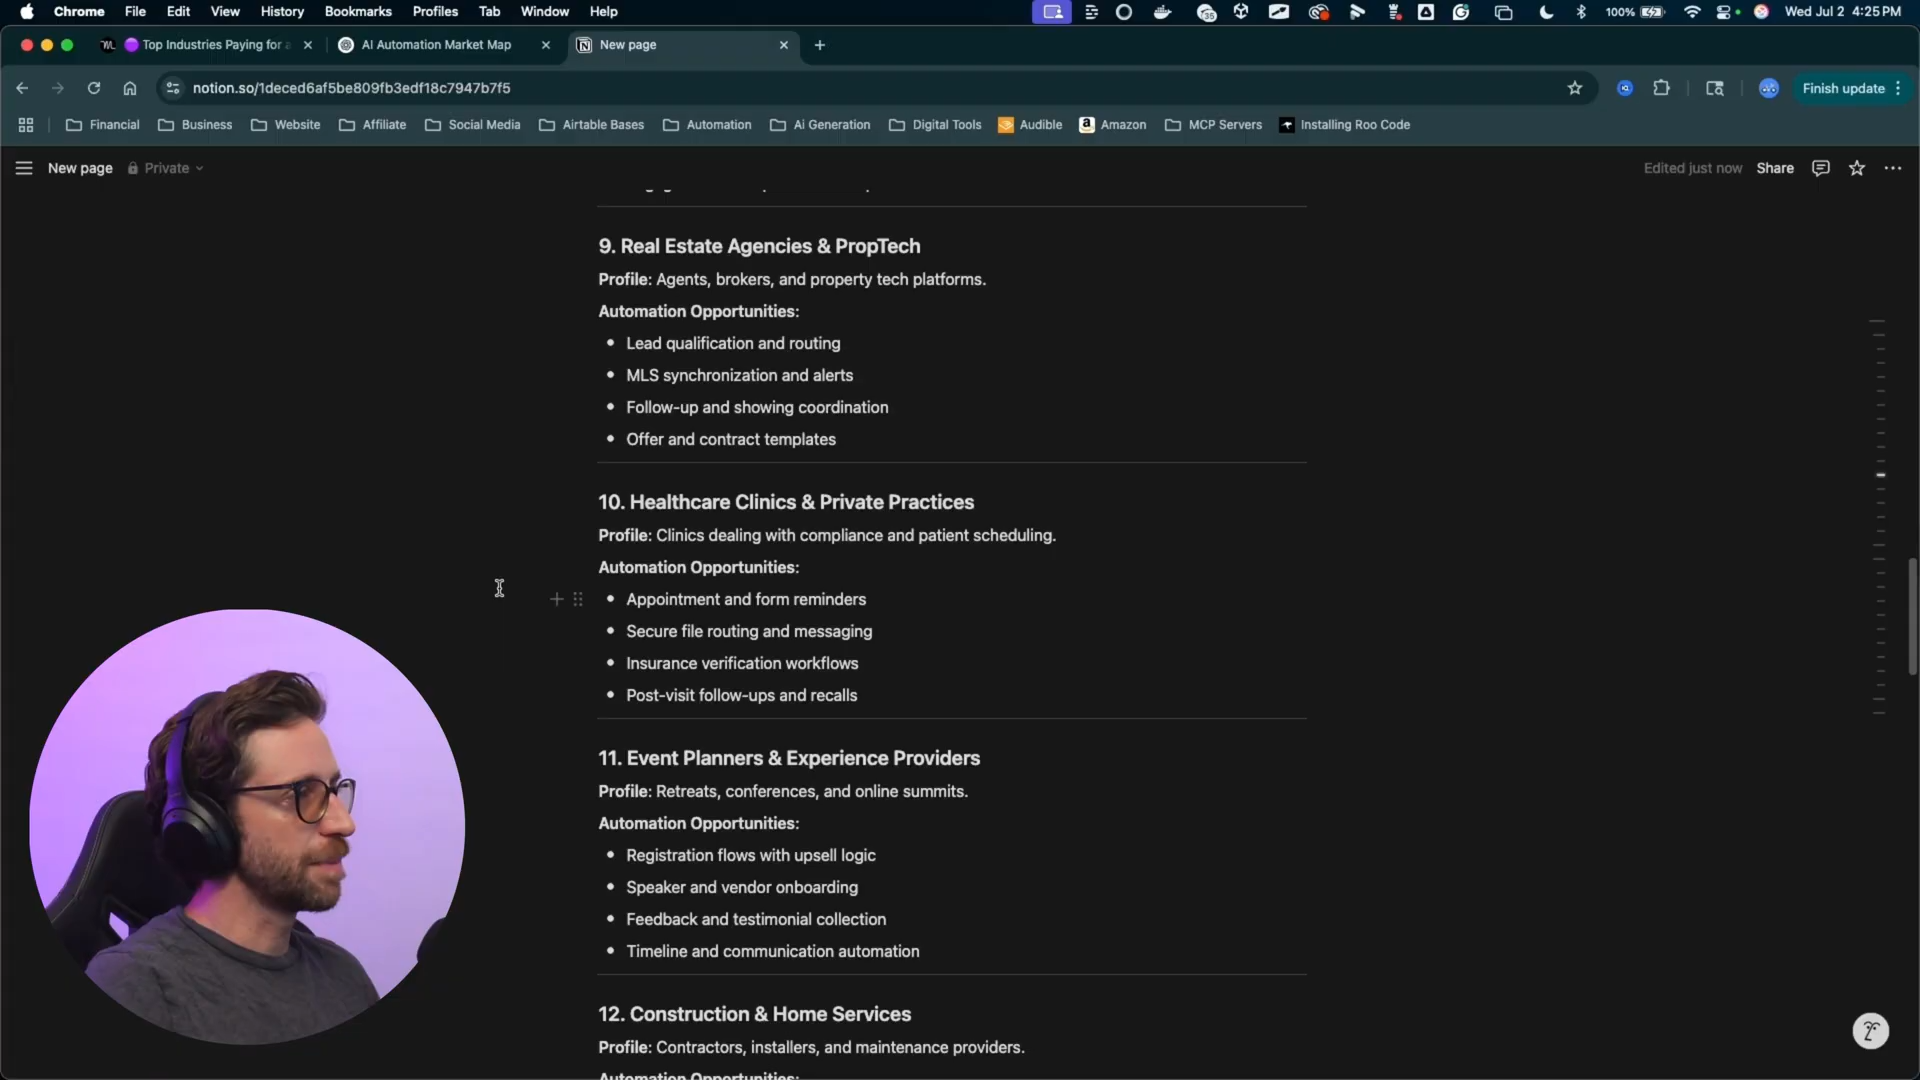 Chrome File Edit View History Bookmarks Profiles Tab Window Help 35 100% Wed Jul 2 4:25 PM
Top Industries Paying for AI Automation Market Map New page
notion.so/1deced6af5be809fb3edf18c7947b7f5 Finish update
Financial Business Website Affiliate Social Media Airtable Bases Automation Ai Generation Digital Tools Audible Amazon MCP Servers Installing Roo Code
New page Private Edited just now Share
9. Real Estate Agencies & PropTech
Profile: Agents, brokers, and property tech platforms.
Automation Opportunities:
• Lead qualification and routing
• MLS synchronization and alerts
• Follow-up and showing coordination
• Offer and contract templates
10. Healthcare Clinics & Private Practices
Profile: Clinics dealing with compliance and patient scheduling.
Automation Opportunities:
• Appointment and form reminders
• Secure file routing and messaging
• Insurance verification workflows
• Post-visit follow-ups and recalls
11. Event Planners & Experience Providers
Profile: Retreats, conferences, and online summits.
Automation Opportunities:
• Registration flows with upsell logic
• Speaker and vendor onboarding
• Feedback and testimonial collection
• Timeline and communication automation
12. Construction & Home Services
Profile: Contractors, installers, and maintenance providers.
Automation Opportunities: